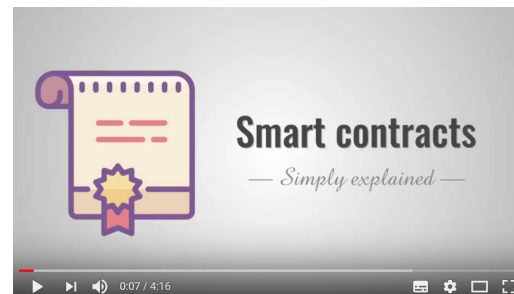 Smart contracts
— Simply explained —
0:07 / 4:16